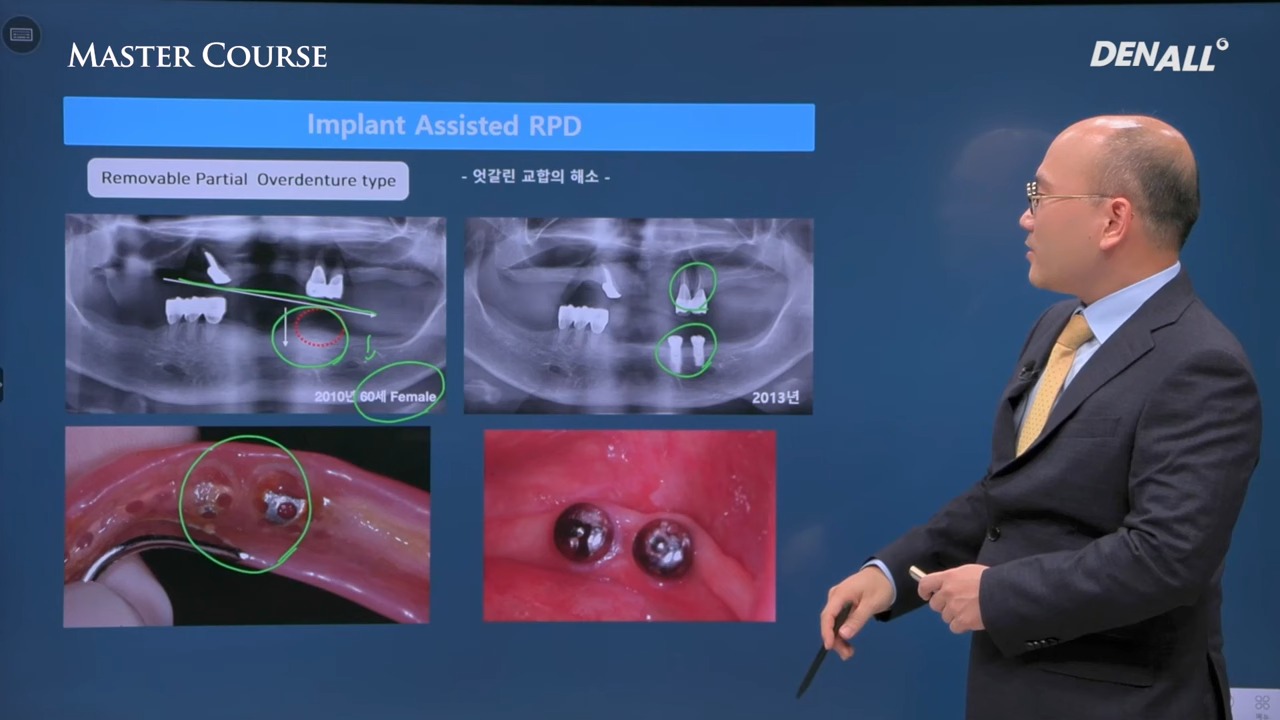 MASTER COURSE
DENALL
Implant Assisted RPD
Removable Partial Overdenture type
- 엇갈린 교합의 해소 -
2010년 60세 Female
2013년